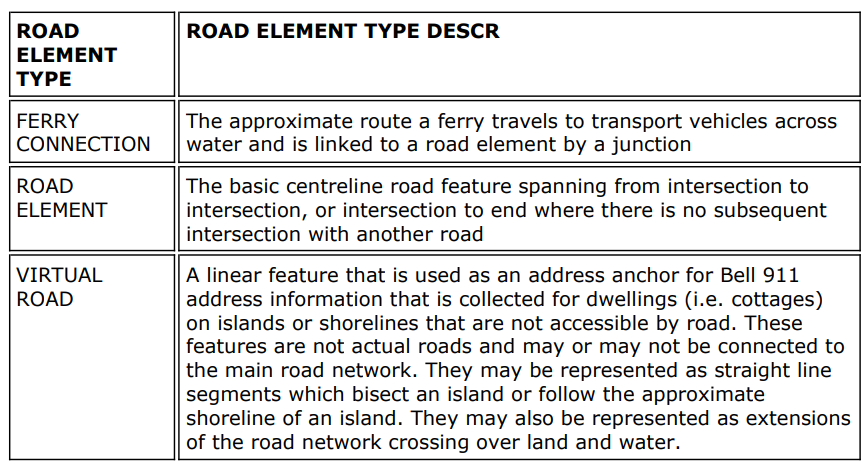 ROAD ELEMENT TYPE DESCR
ROAD
ELEMENT
TYPE
FERRY
CONNECTION
The approximate route a ferry travels to transport vehicles across
water and is linked to a road element by a junction
ROAD
ELEMENT
The basic centreline road feature spanning from intersection to
intersection, or intersection to end where there is no subsequent
intersection with another road
VIRTUAL
ROAD
A linear feature that is used as an address anchor for Bell 911
address information that is collected for dwellings (i.e. cottages)
on islands or shorelines that are not accessible by road. These
features are not actual roads and may or may not be connected to
the main road network. They may be represented as straight line
segments which bisect an island or follow the approximate
shoreline of an island. They may also be represented as extensions
of the road network crossing over land and water.